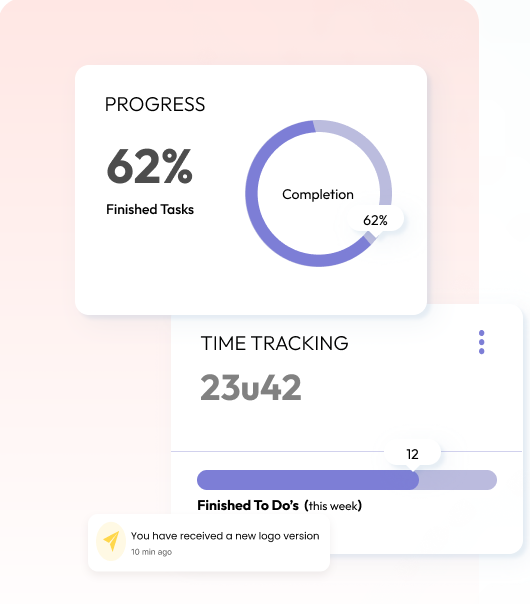 PROGRESS
62%
Finished Tasks
Completion
62%
TIME TRACKING
23u42
12
Finished To Do’s (this week)
You have received a new logo version
10 min ago